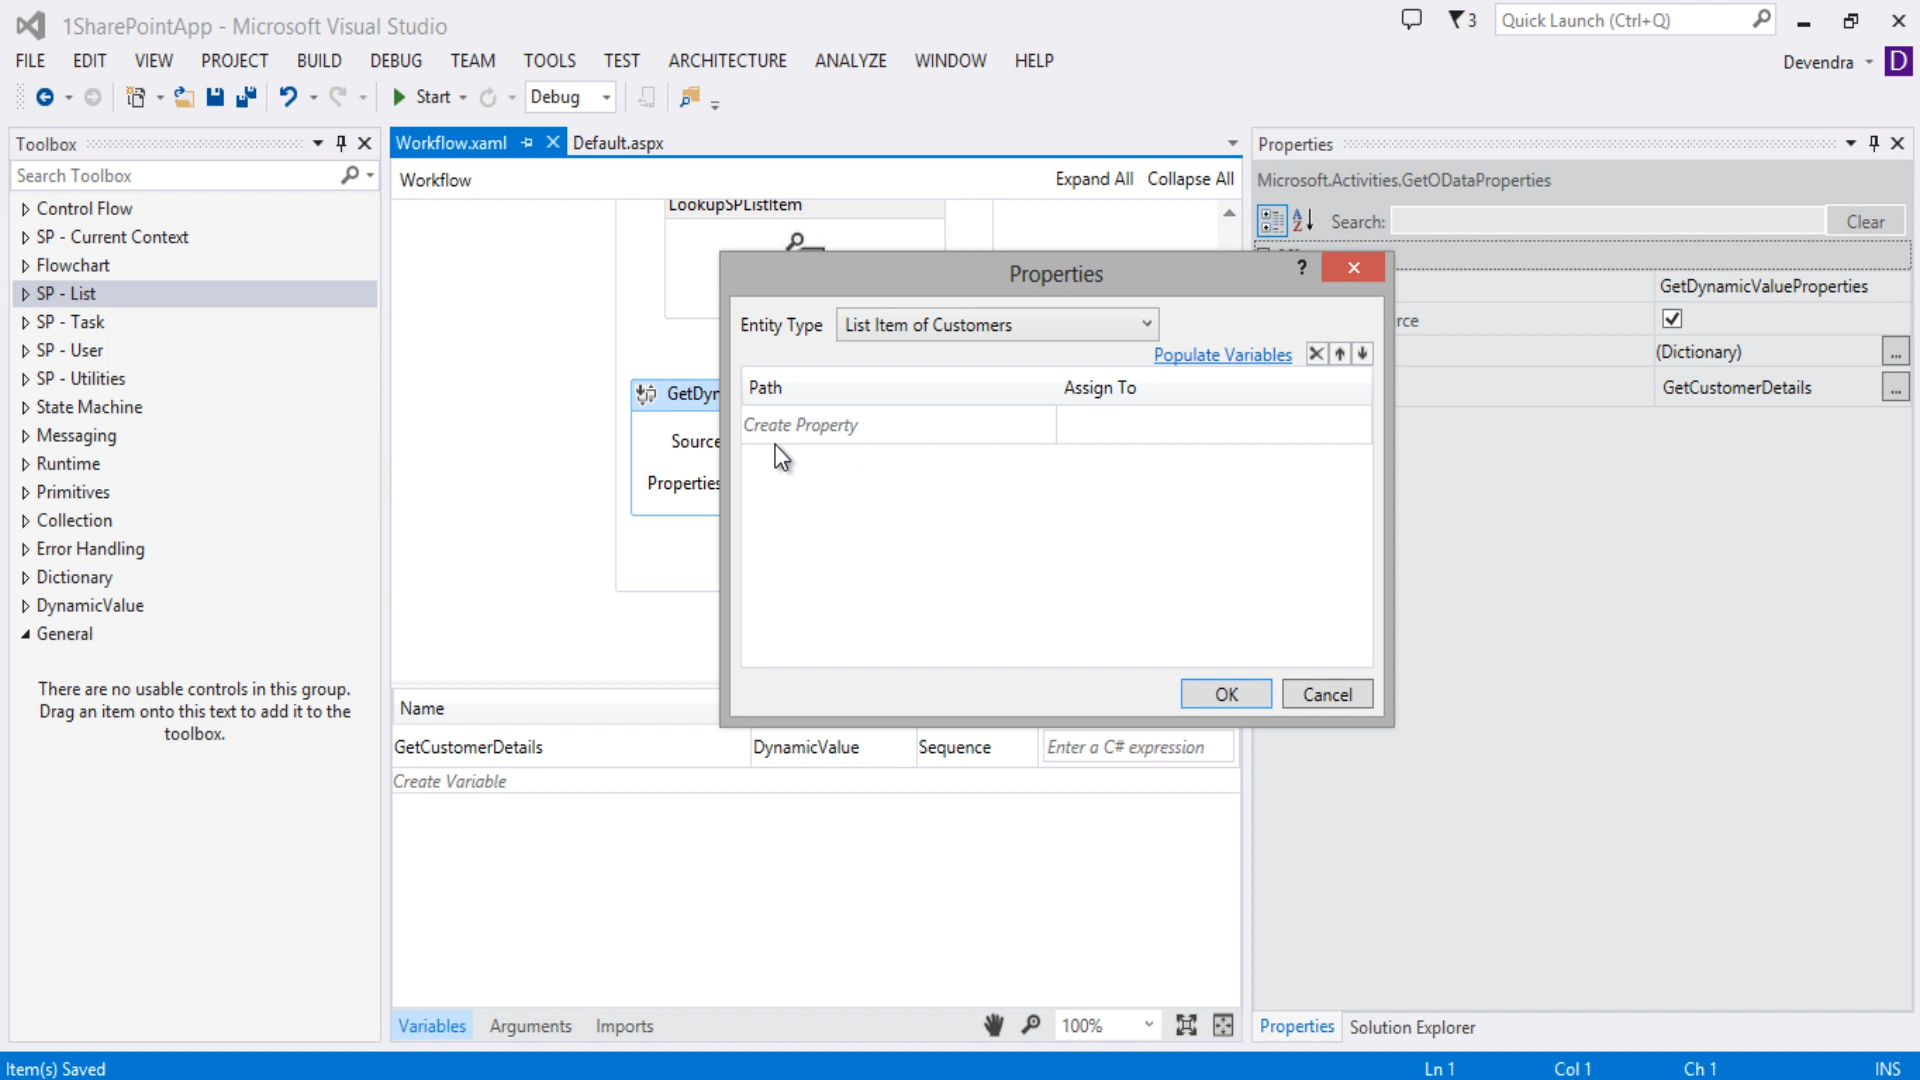 1SharePointApp - Microsoft Visual Studio
3
Quick Launch (Ctrl+Q)
FILE EDIT VIEW PROJECT BUILD DEBUG TEAM TOOLS TEST ARCHITECTURE ANALYZE WINDOW HELP
Devendra
D
Start
Debug
Toolbox
Search Toolbox
Control Flow
SP - Current Context
Flowchart
SP - List
SP - Task
SP - User
SP - Utilities
State Machine
Messaging
Runtime
Primitives
Collection
Error Handling
Dictionary
DynamicValue
General
There are no usable controls in this group.
Drag an item onto this text to add it to the
toolbox.
Workflow.xaml
Default.aspx
Workflow
Expand All Collapse All
LookupSPListItem
GetDyn
Source
Properties
Properties
?
Entity Type List Item of Customers
Populate Variables
Path Assign To
Create Property
OK Cancel
Name
GetCustomerDetails DynamicValue Sequence Enter a C# expression
Create Variable
Variables Arguments Imports
100%
Properties
Microsoft.Activities.GetODataProperties
Search: Clear
GetDynamicValueProperties
rce
(Dictionary) ...
GetCustomerDetails ...
Properties Solution Explorer
Item(s) Saved
Ln 1 Col 1 Ch 1 INS